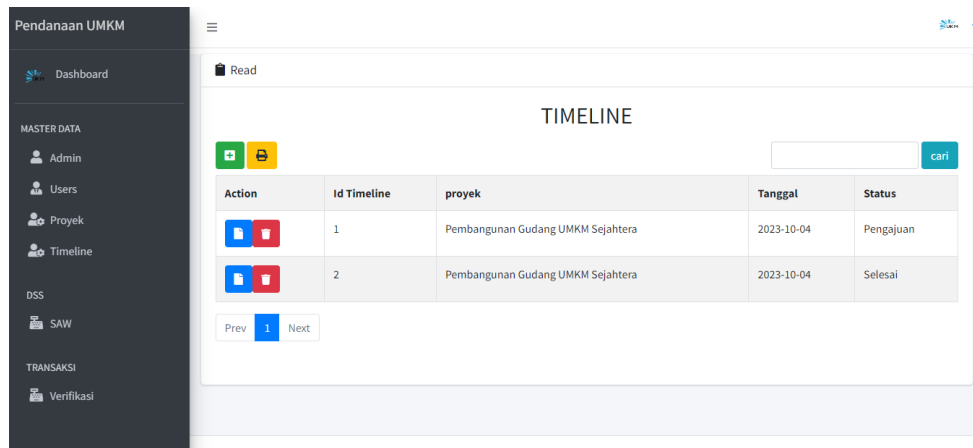 Pendanaan UMKM
Dashboard
MASTER DATA
Admin
Users
Proyek
Timeline
DSS
SAW
TRANSAKSI
Verifikasi
Read
TIMELINE
cari
Action Id Timeline proyek Tanggal Status
1 Pembangunan Gudang UMKM Sejahtera 2023-10-04 Pengajuan
2 Pembangunan Gudang UMKM Sejahtera 2023-10-04 Selesai
Prev 1 Next